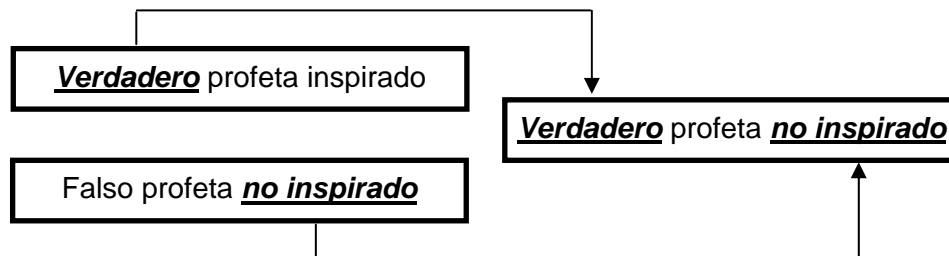 Verdadero profeta inspirado
Verdadero profeta no inspirado
Falso profeta no inspirado